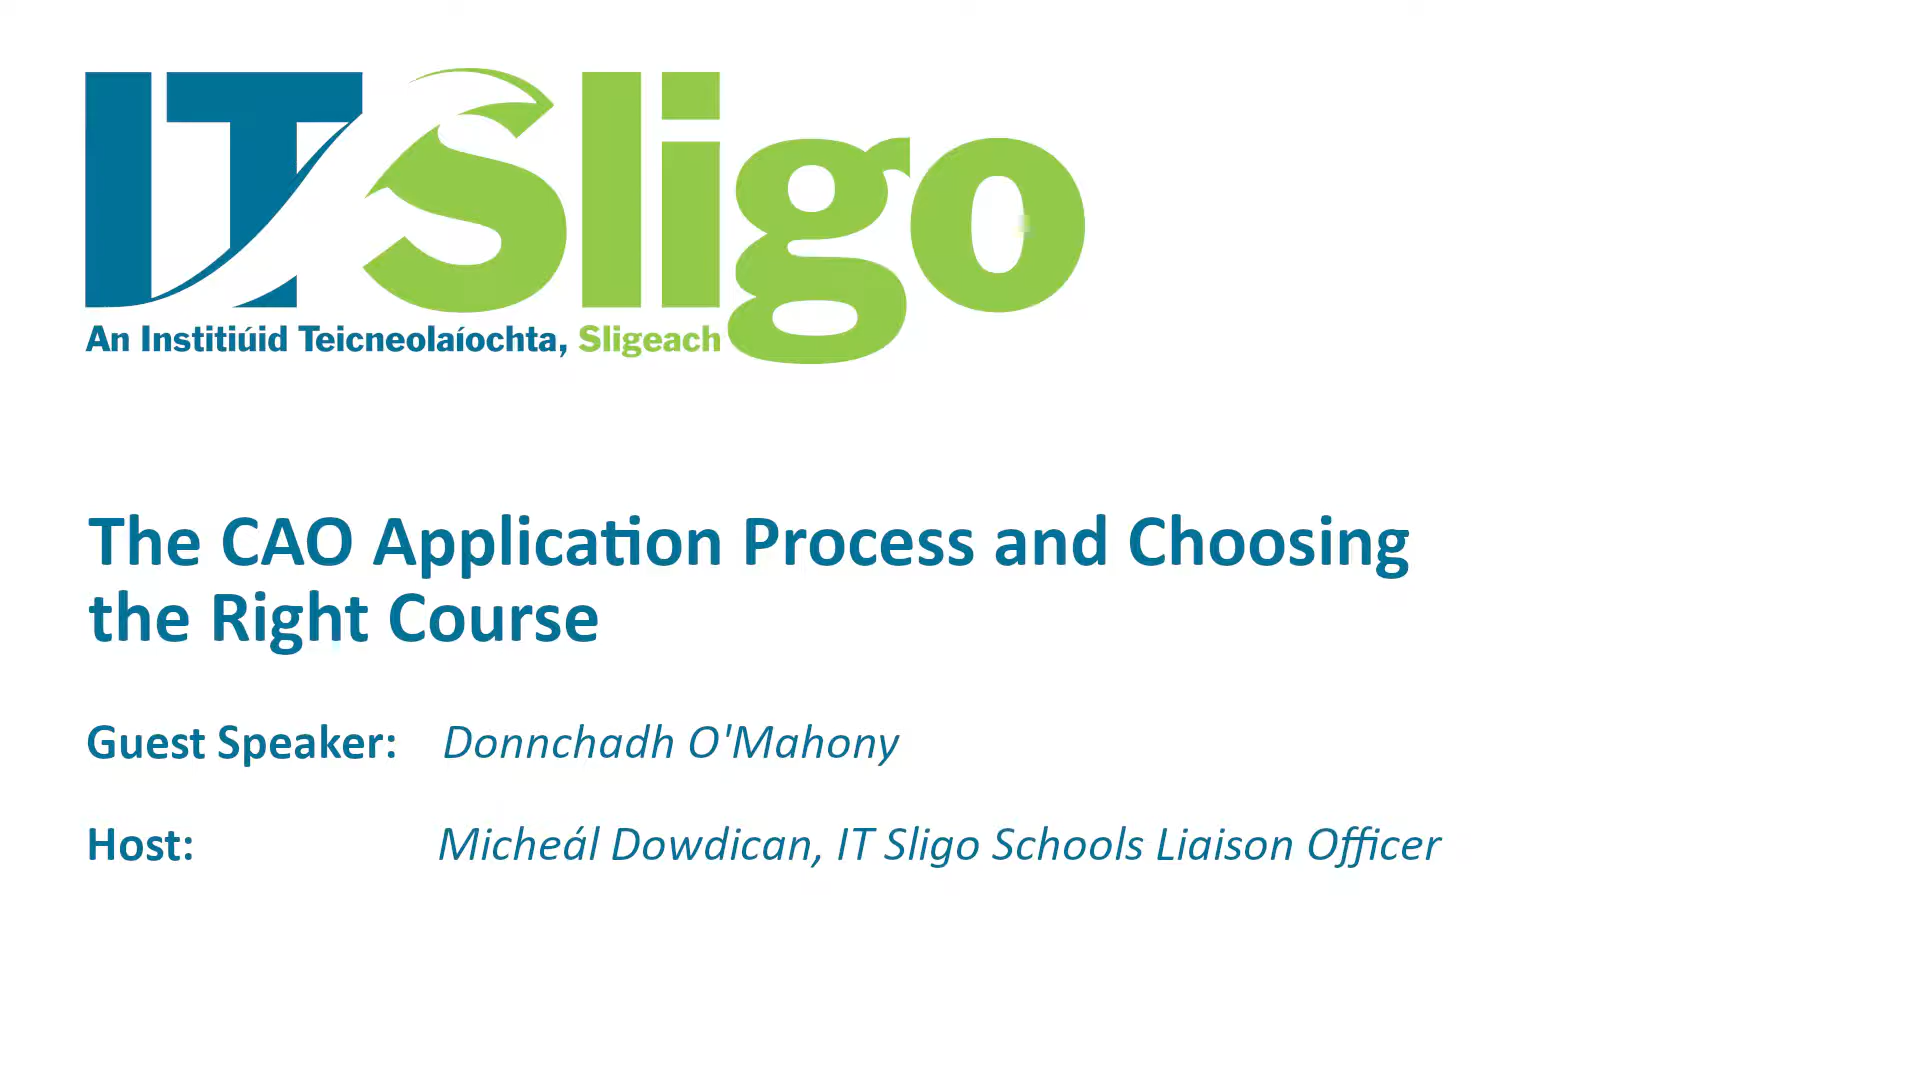 IT Sligo
An Institiúid Teicneolaíochta, Sligeach
The CAO Application Process and Choosing
the Right Course
Guest Speaker: Donnchadh O'Mahony
Host: Micheál Dowdican, IT Sligo Schools Liaison Officer